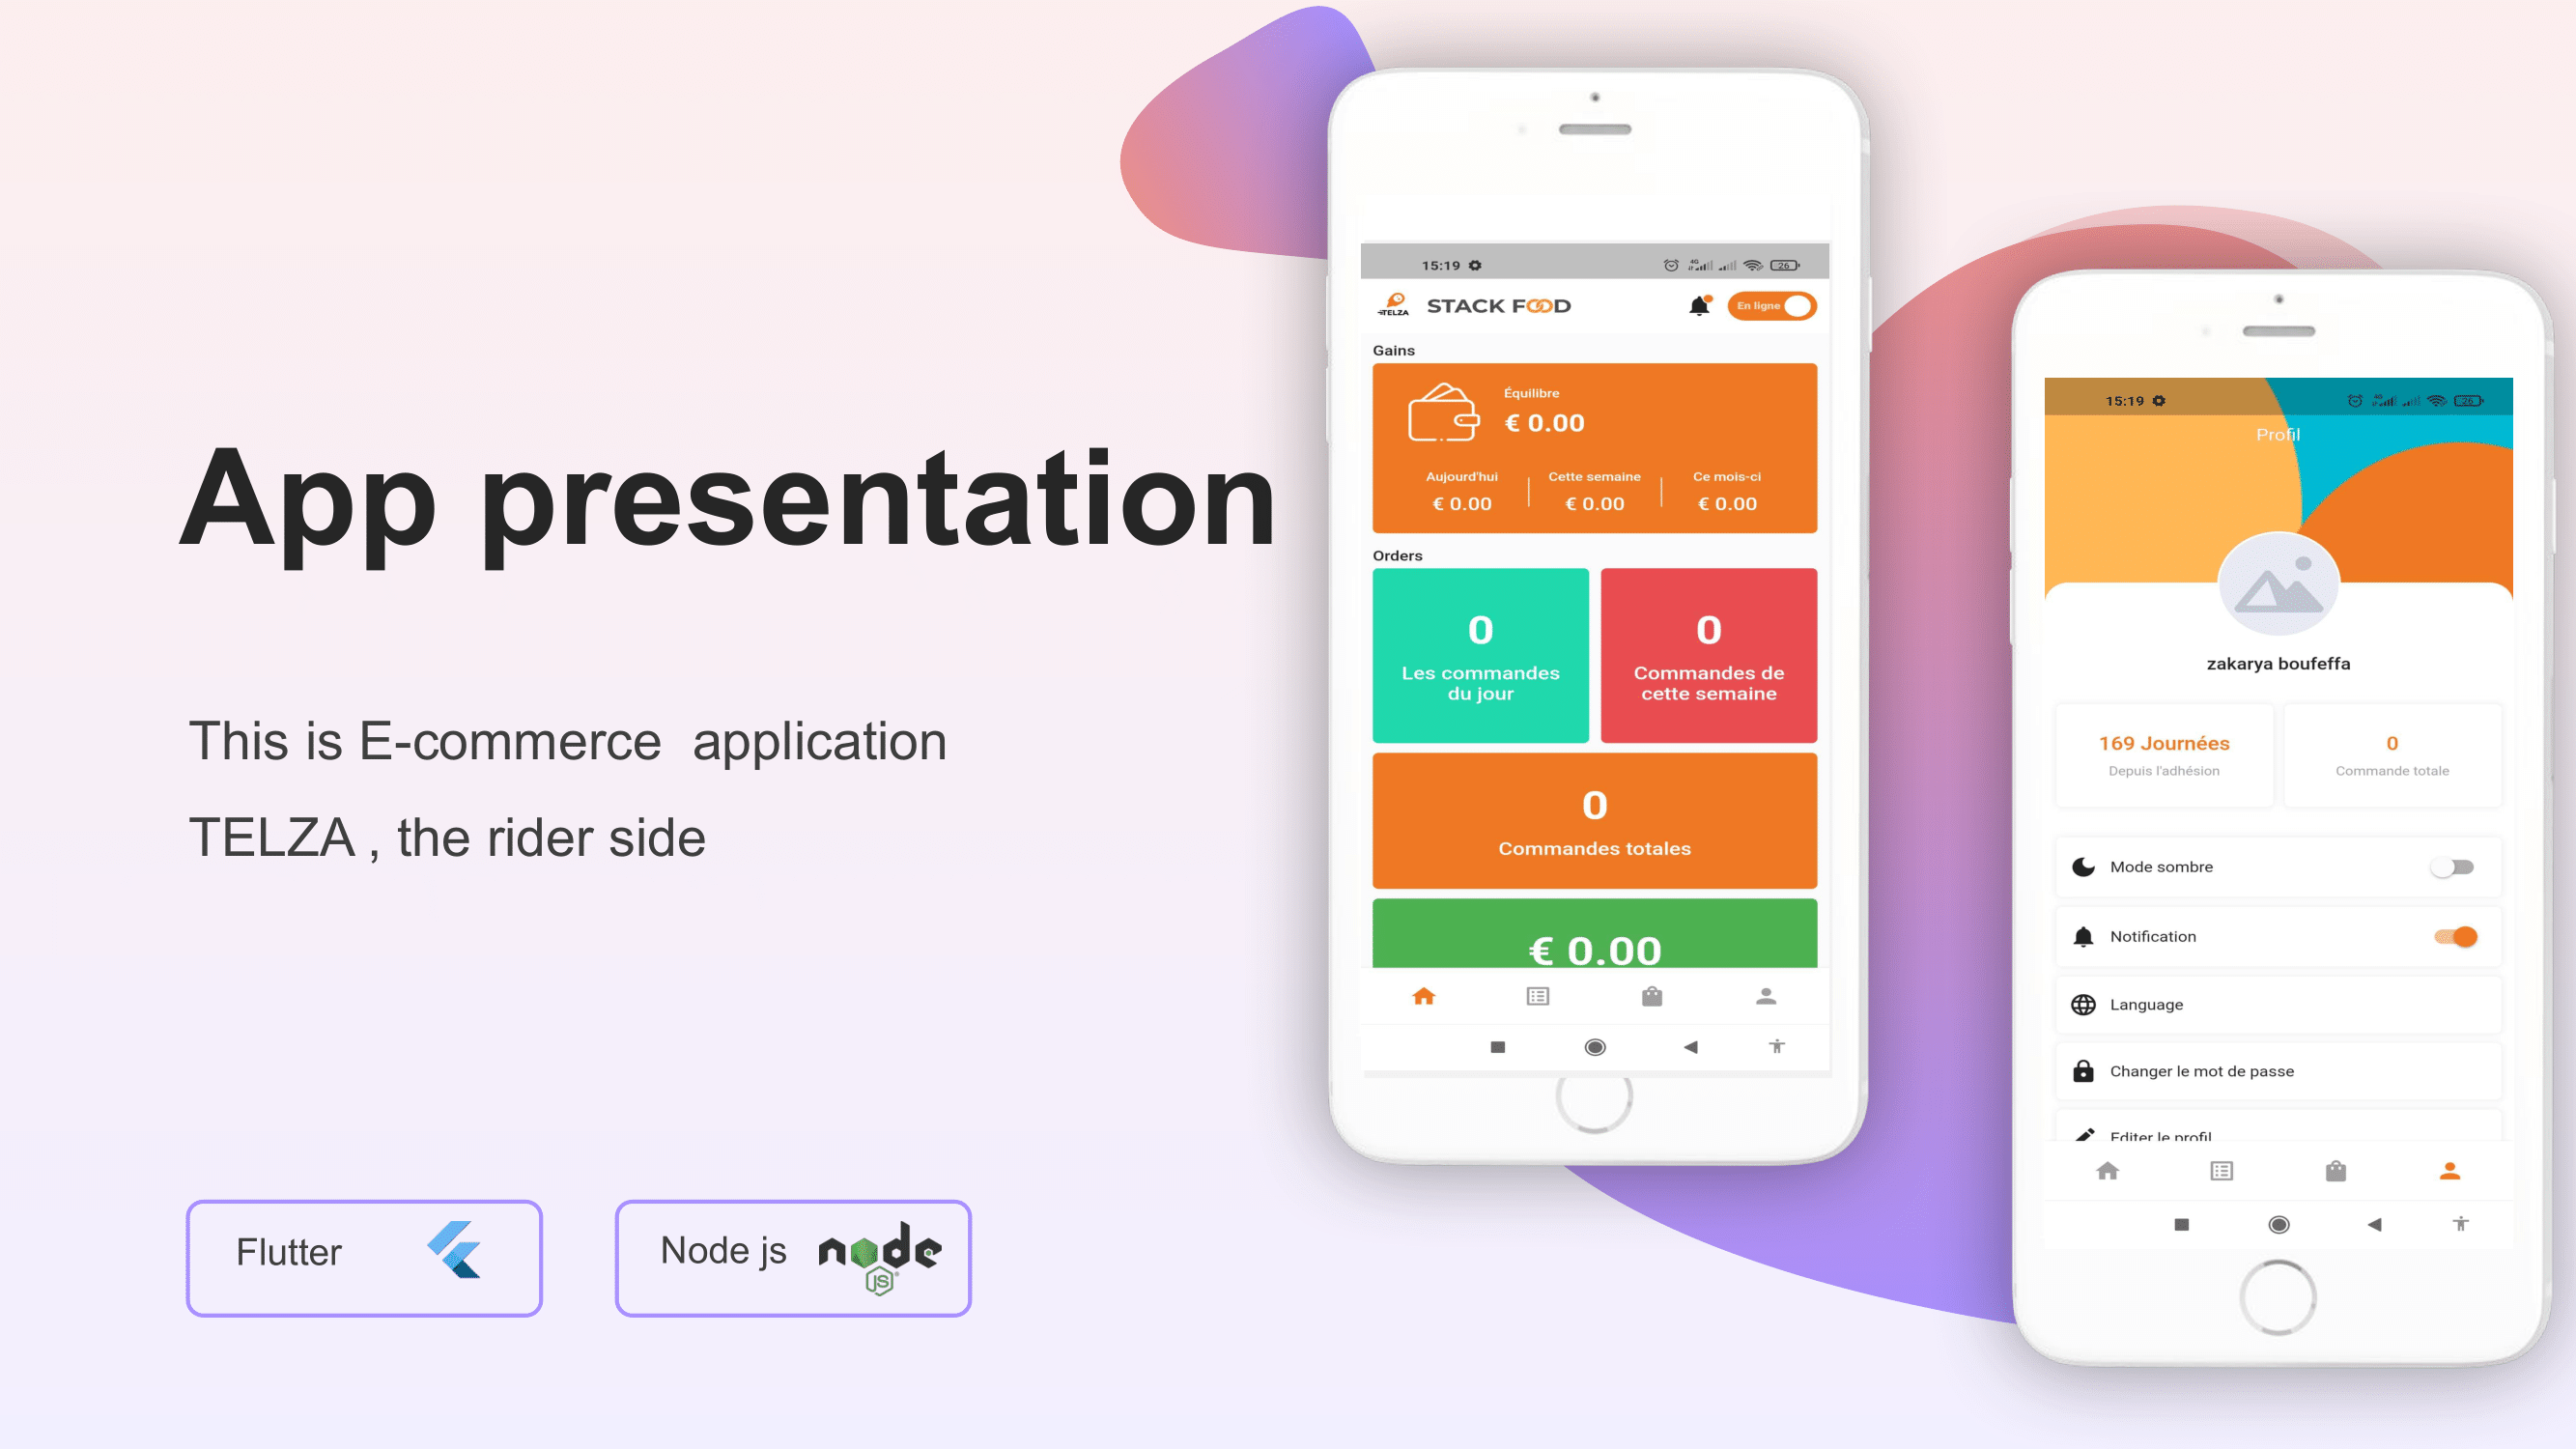 App presentation
This is E-commerce  application
TELZA , the rider side
Flutter
Node js
node
JS
15:19
4G
26
TELZA
STACK FOOD
En ligne
Gains
Équilibre
€ 0.00
Aujourd'hui
Cette semaine
Ce mois-ci
€ 0.00
€ 0.00
€ 0.00
Orders
0
Les commandes
du jour
0
Commandes de
cette semaine
0
Commandes totales
€ 0.00
15:19
4G
26
Profil
zakarya boufeffa
169 Journées
Depuis l'adhésion
0
Commande totale
Mode sombre
Notification
Language
Changer le mot de passe
Editer le profil